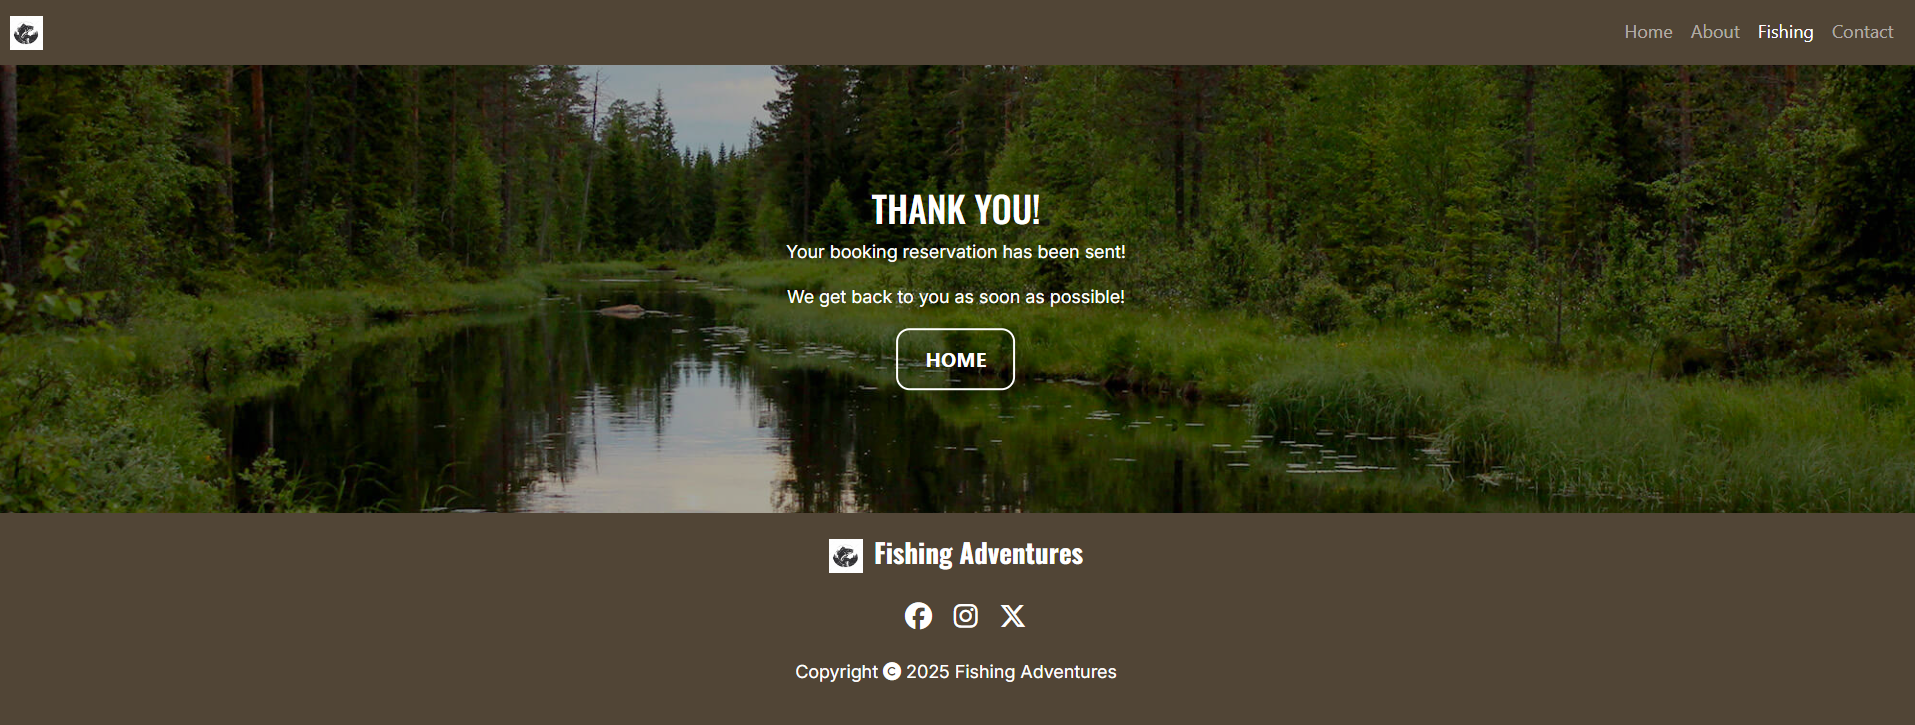 Home About Fishing Contact
THANK YOU!
Your booking reservation has been sent!
We get back to you as soon as possible!
HOME
Fishing Adventures
Copyright © 2025 Fishing Adventures